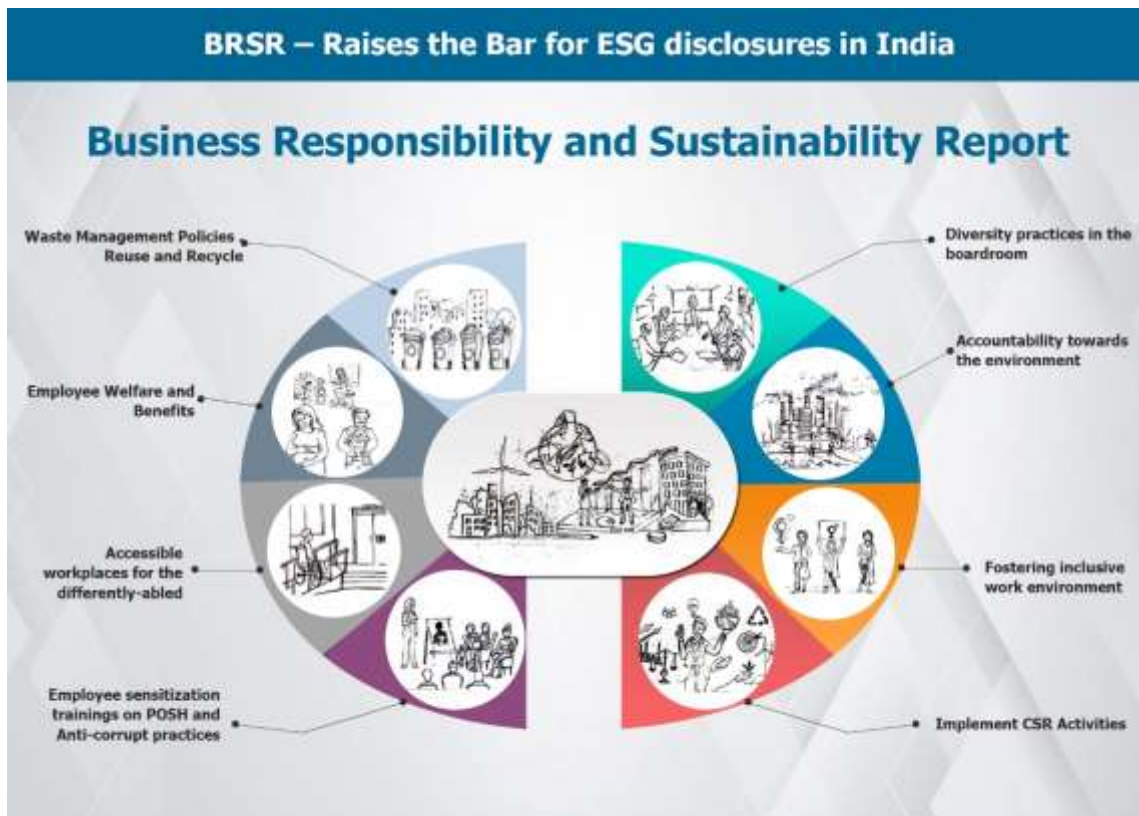 BRSR – Raises the Bar for ESG disclosures in India
Business Responsibility and Sustainability Report
Waste Management Policies
Reuse and Recycle
Employee Welfare and
Benefits
Accessible
workplaces for the
differently-abled
Employee sensitization
trainings on POSH and
Anti-corrupt practices
Diversity practices in the
boardroom
Accountability towards
the environment
Fostering inclusive
work environment
Implement CSR Activities